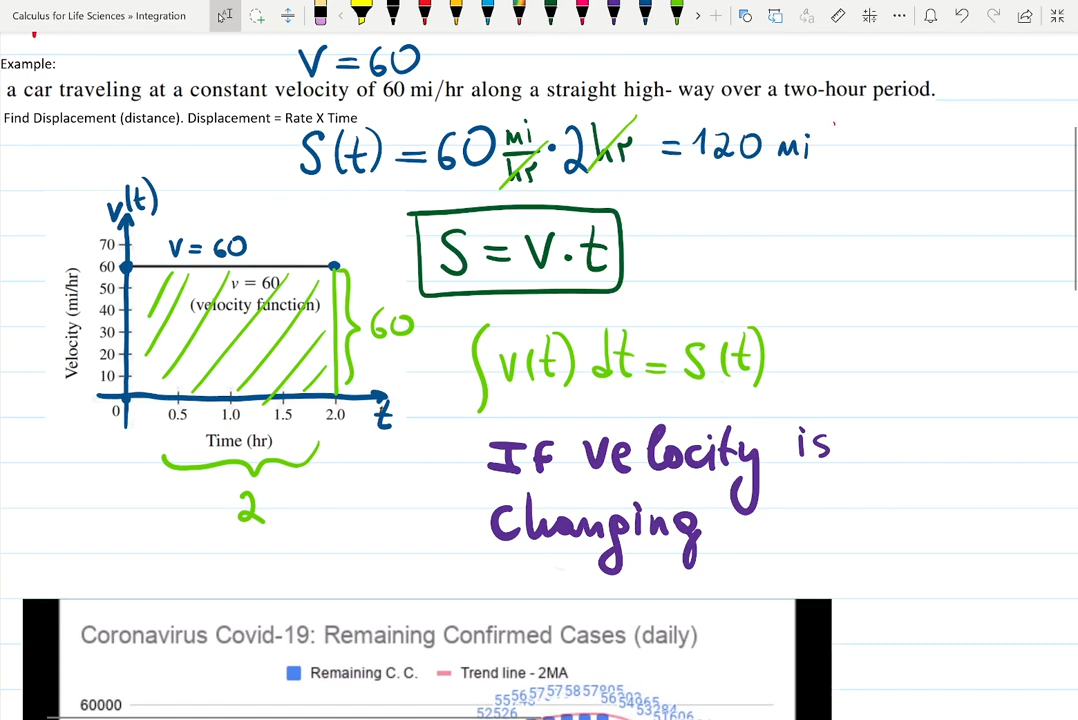 Calculus for Life Sciences » Integration
Example:
V = 60
a car traveling at a constant velocity of 60 mi/hr along a straight high- way over a two-hour period.
Find Displacement (distance). Displacement = Rate X Time
S(t) = 60 mi/hr · 2hr = 120 mi
v(t)
S = V·t
70
60
50
40
30
20
10
0
Velocity (mi/hr)
V = 60
v = 60
(velocity function)
60
0.5 1.0 1.5 2.0 t
Time (hr)
2
∫ v(t) dt = s(t)
If velocity is
changing
Coronavirus Covid-19: Remaining Confirmed Cases (daily)
Remaining C. C. Trend line - 2MA
60000
52526
57805